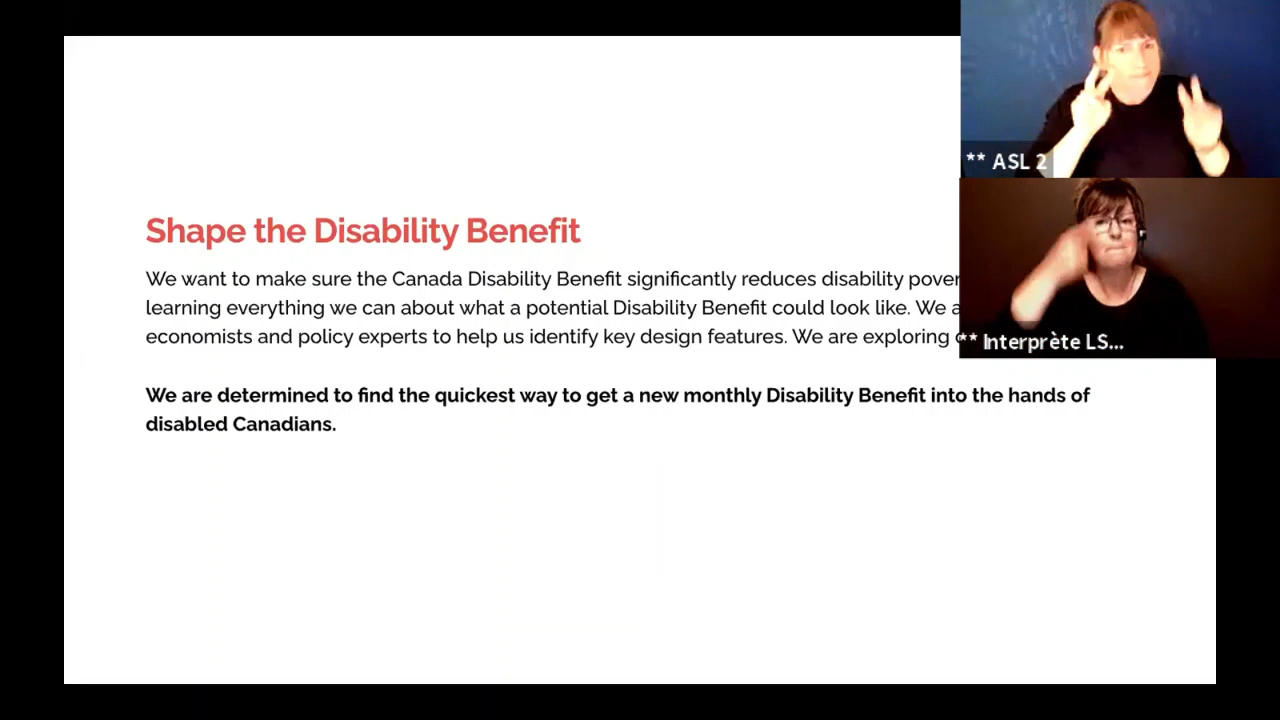 Shape the Disability Benefit
We want to make sure the Canada Disability Benefit significantly reduces disability
learning everything we can about what a potential Disability Benefit could look like. We
economists and policy experts to help us identify key design features. We are exploring
We are determined to find the quickest way to get a new monthly Disability Benefit into the hands of
disabled Canadians.
** ASL 2
** Interprète LS...